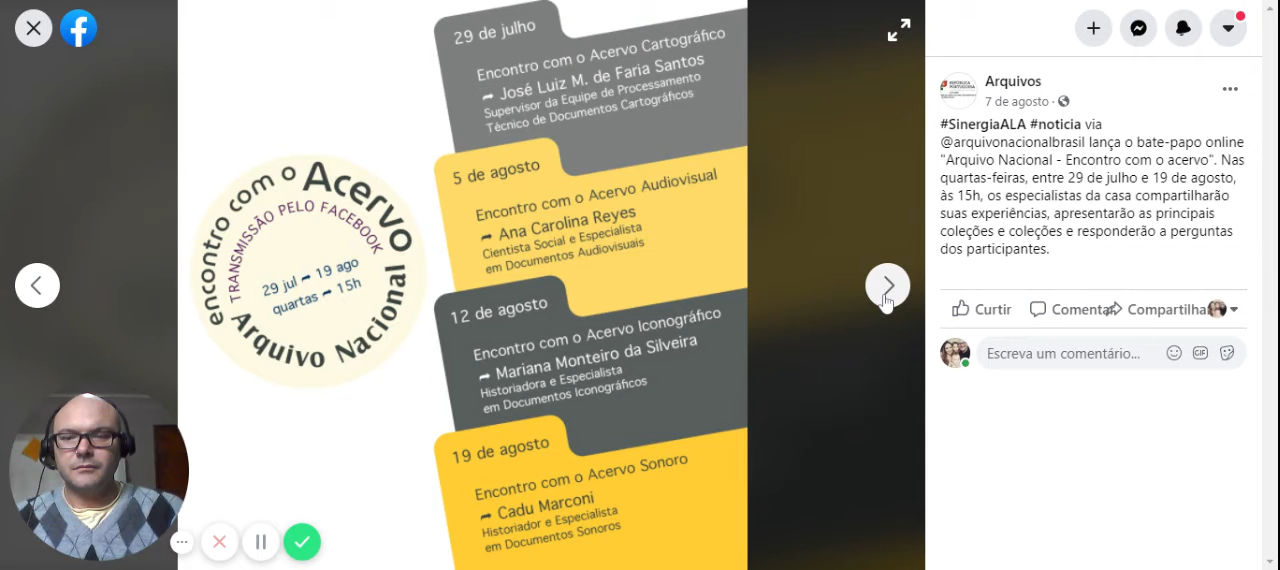 29 de julho
Encontro com o Acervo Cartográfico
José Luiz M. de Faria Santos
Supervisor da Equipe de Processamento
Técnico de Documentos Cartográficos
5 de agosto
Encontro com o Acervo Audiovisual
Ana Carolina Reyes
Cientista Social e Especialista
em Documentos Audiovisuais
12 de agosto
Encontro com o Acervo Iconográfico
Mariana Monteiro da Silveira
Historiadora e Especialista
em Documentos Iconográficos
19 de agosto
Encontro com o Acervo Sonoro
Cadu Marconi
Historiador e Especialista
em Documentos Sonoros
encontro com o Acervo
TRANSMISSÃO PELO FACEBOOK
29 jul 19 ago
quartas 15h
Arquivo Nacional
Arquivos
7 de agosto
#SinergiaALA #noticia via
@arquivonacionalbrasil lança o bate-papo online
"Arquivo Nacional - Encontro com o acervo". Nas
quartas-feiras, entre 29 de julho e 19 de agosto,
às 15h, os especialistas da casa compartilharão
suas experiências, apresentarão as principais
coleções e coleções e responderão a perguntas
dos participantes.
Curtir Comenta Compartilha
Escreva um comentário... GIF